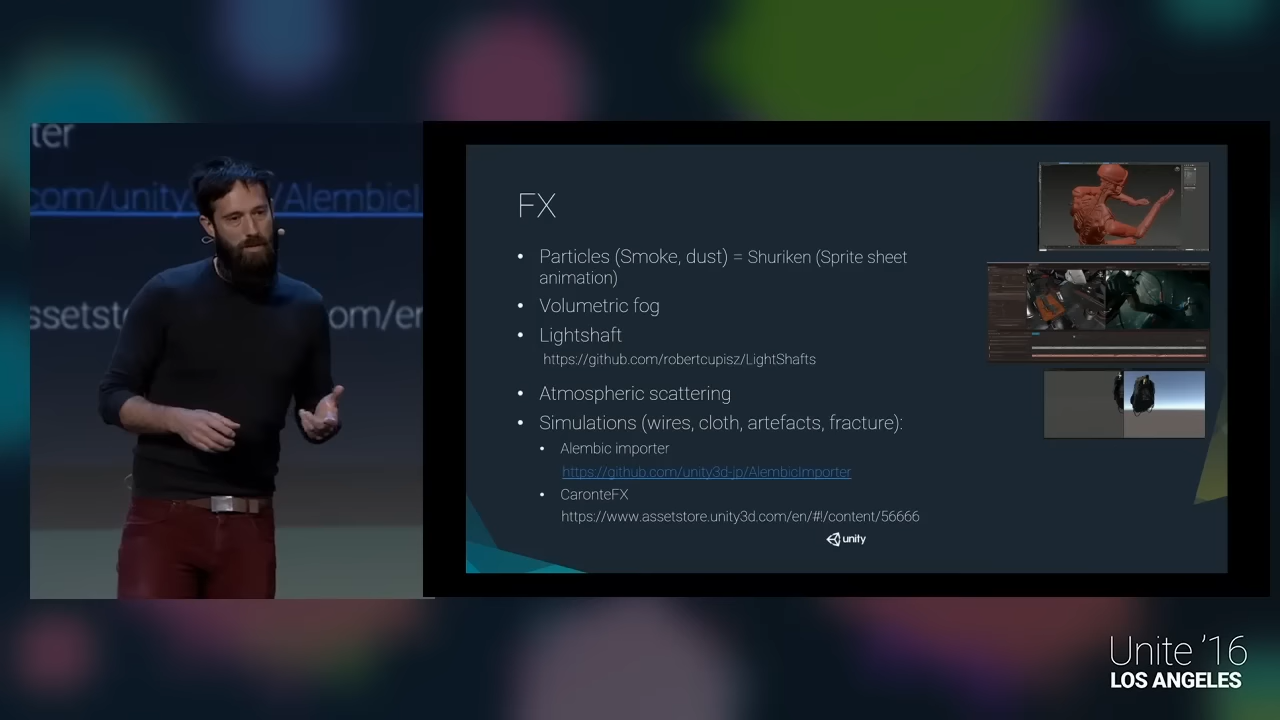 ter
com/unity
/AlembicI
ssetst
om/en
FX
• Particles (Smoke, dust) = Shuriken (Sprite sheet
animation)
• Volumetric fog
• Lightshaft
https://github.com/robertcupisz/LightShafts
• Atmospheric scattering
• Simulations (wires, cloth, artefacts, fracture):
• Alembic importer
https://github.com/unity3d-jp/AlembicImporter
• CaronteFX
https://www.assetstore.unity3d.com/en/#!/content/56666
unity
Unite '16
LOS ANGELES